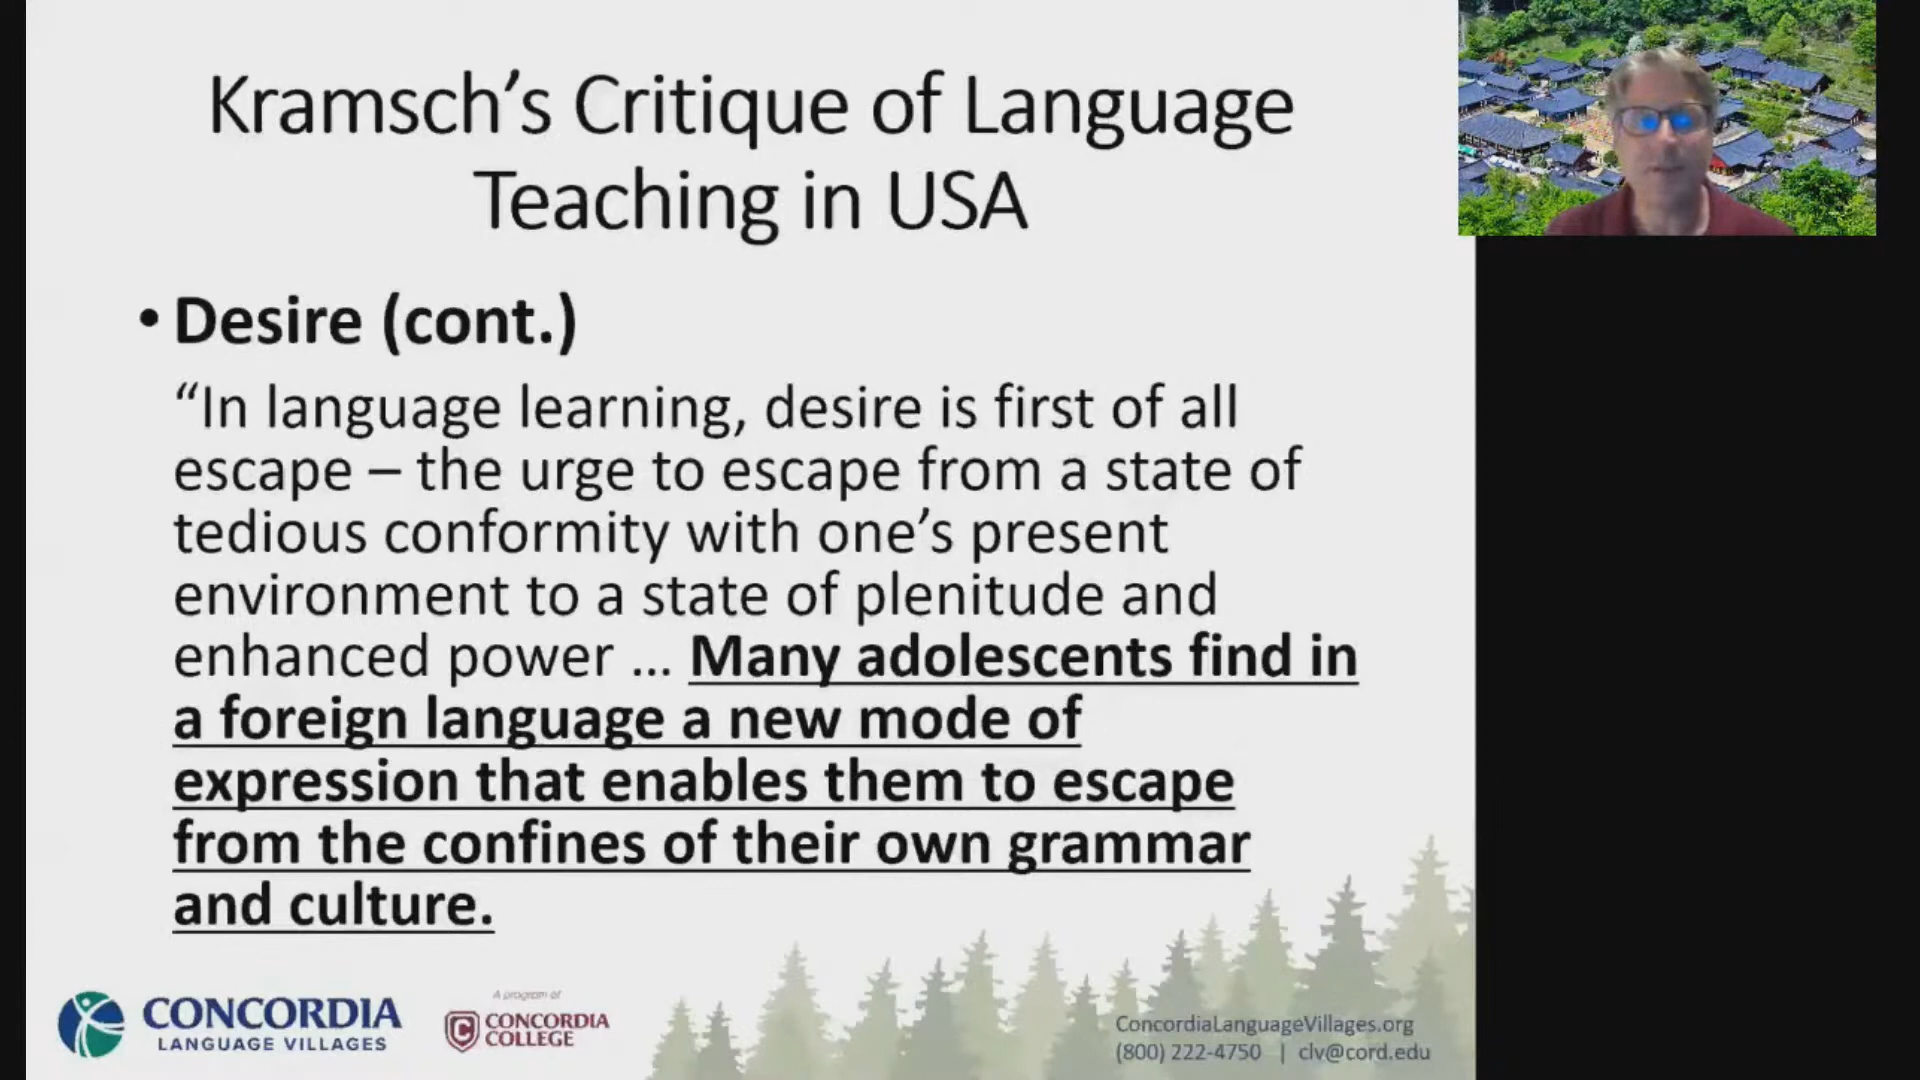 Kramsch’s Critique of Language
Teaching in USA
• Desire (cont.)
“In language learning, desire is first of all
escape – the urge to escape from a state of
tedious conformity with one’s present
environment to a state of plenitude and
enhanced power ... Many adolescents find in
a foreign language a new mode of
expression that enables them to escape
from the confines of their own grammar
and culture.
CONCORDIA
LANGUAGE VILLAGES
A program of
CONCORDIA
COLLEGE
ConcordiaLanguageVillages.org
(800) 222-4750 | clv@cord.edu